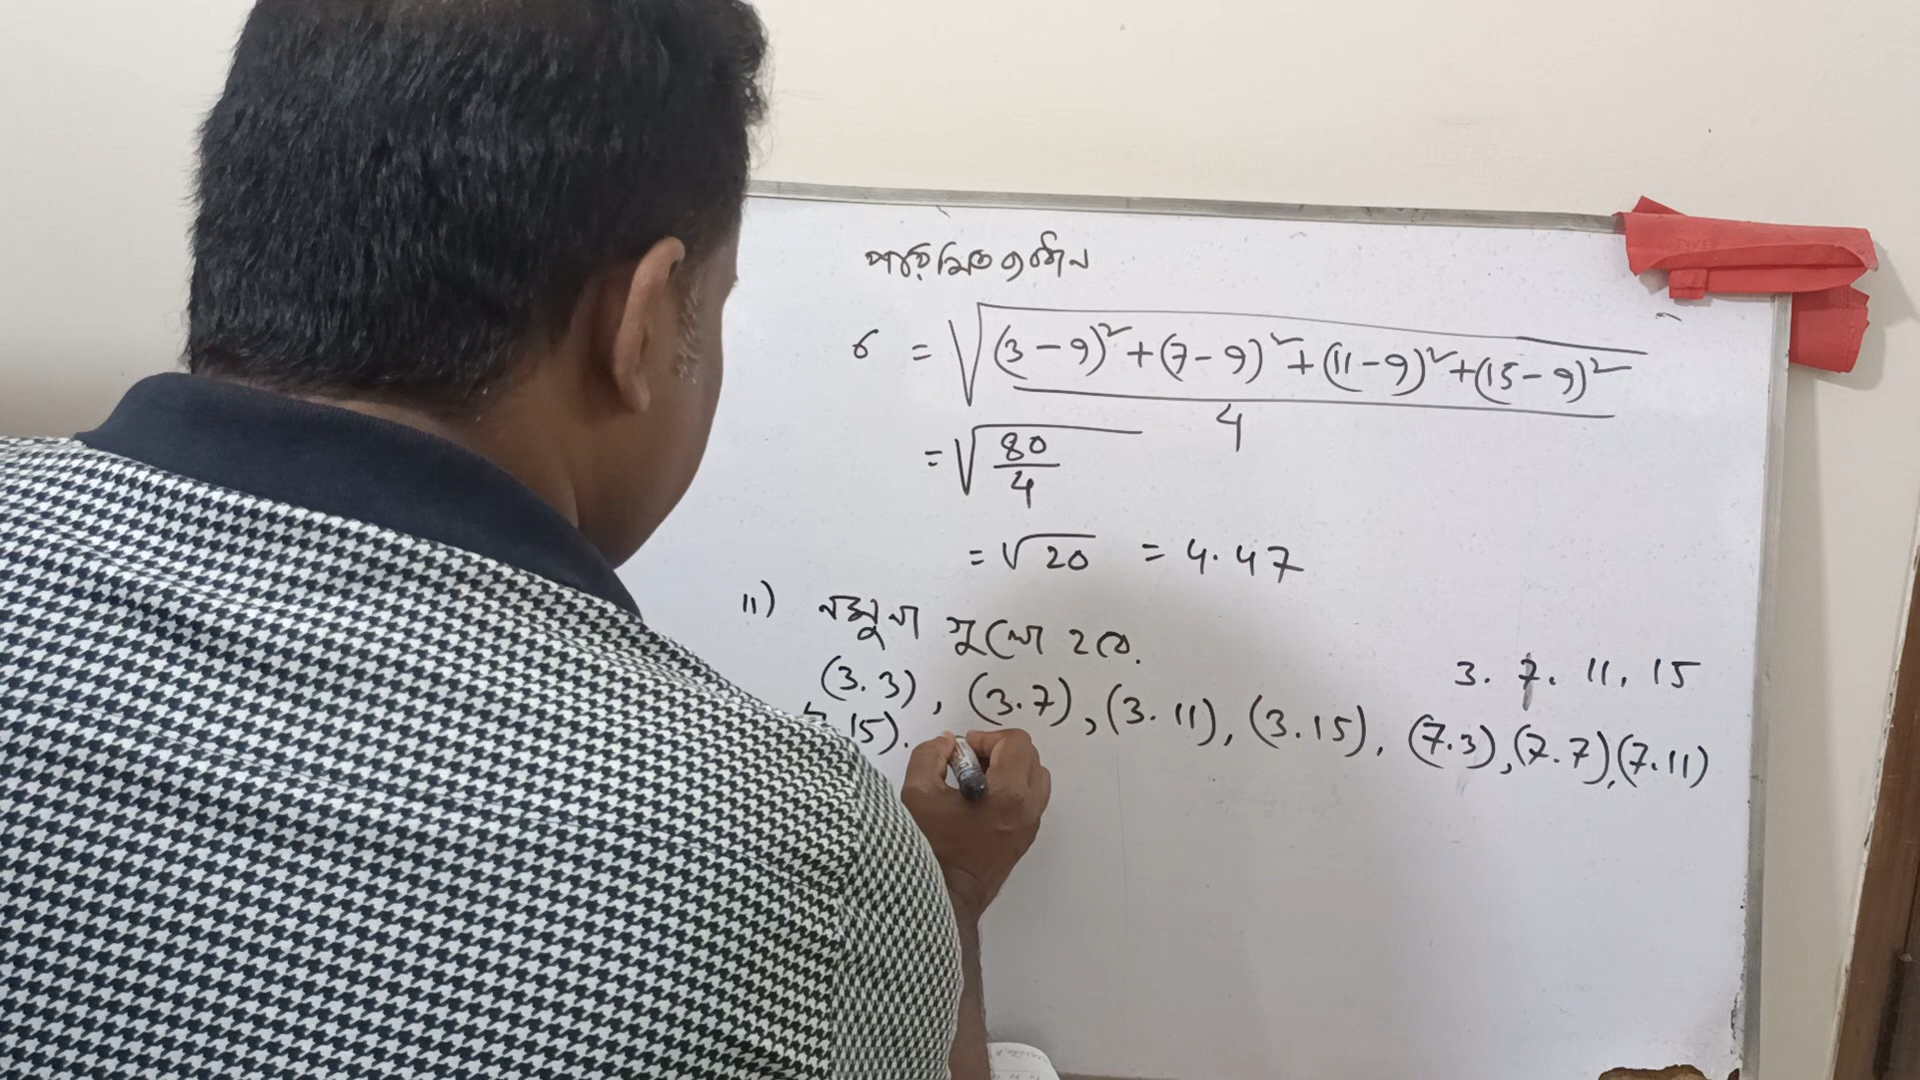 পরিমিত ব্যবধান
σ = √((3-9)²+(7-9)²+(11-9)²+(15-9)²)/4
= √80/4
= √20 = 4.47
ii) নমুনা গুলো হবে.
3. 7. 11, 15
(3.3), (3.7), (3.11), (3.15), (7.3), (7.7), (7.11)
15).